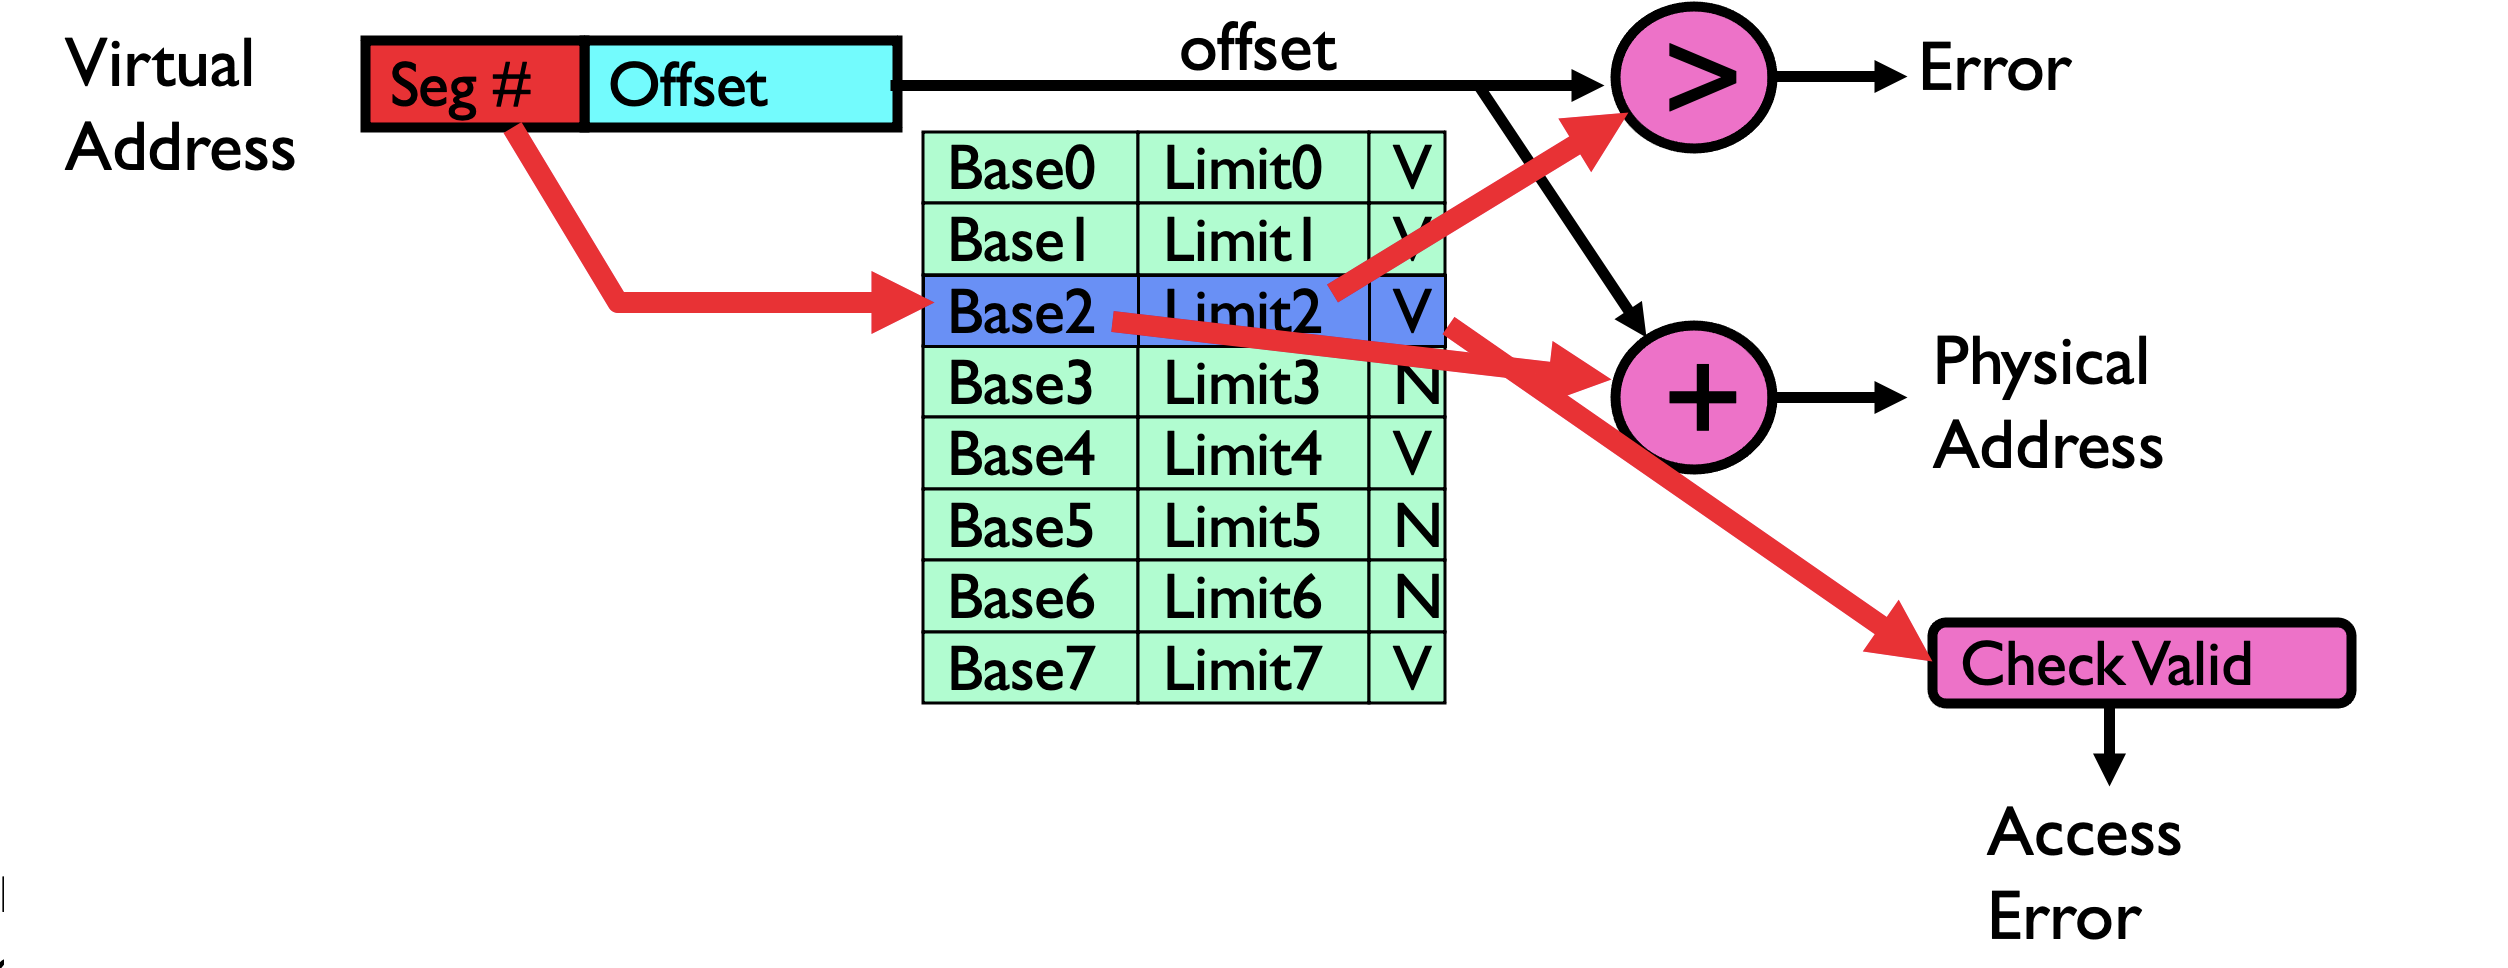 Virtual
Address
Seg # Offset
offset
> Error
Base0 Limit0 V
Base1 Limit1 V
Base2 Limit2 V
Base3 Limit3 N
Base4 Limit4 V
Base5 Limit5 N
Base6 Limit6 N
Base7 Limit7 V
+ Physical
Address
Check Valid
Access
Error